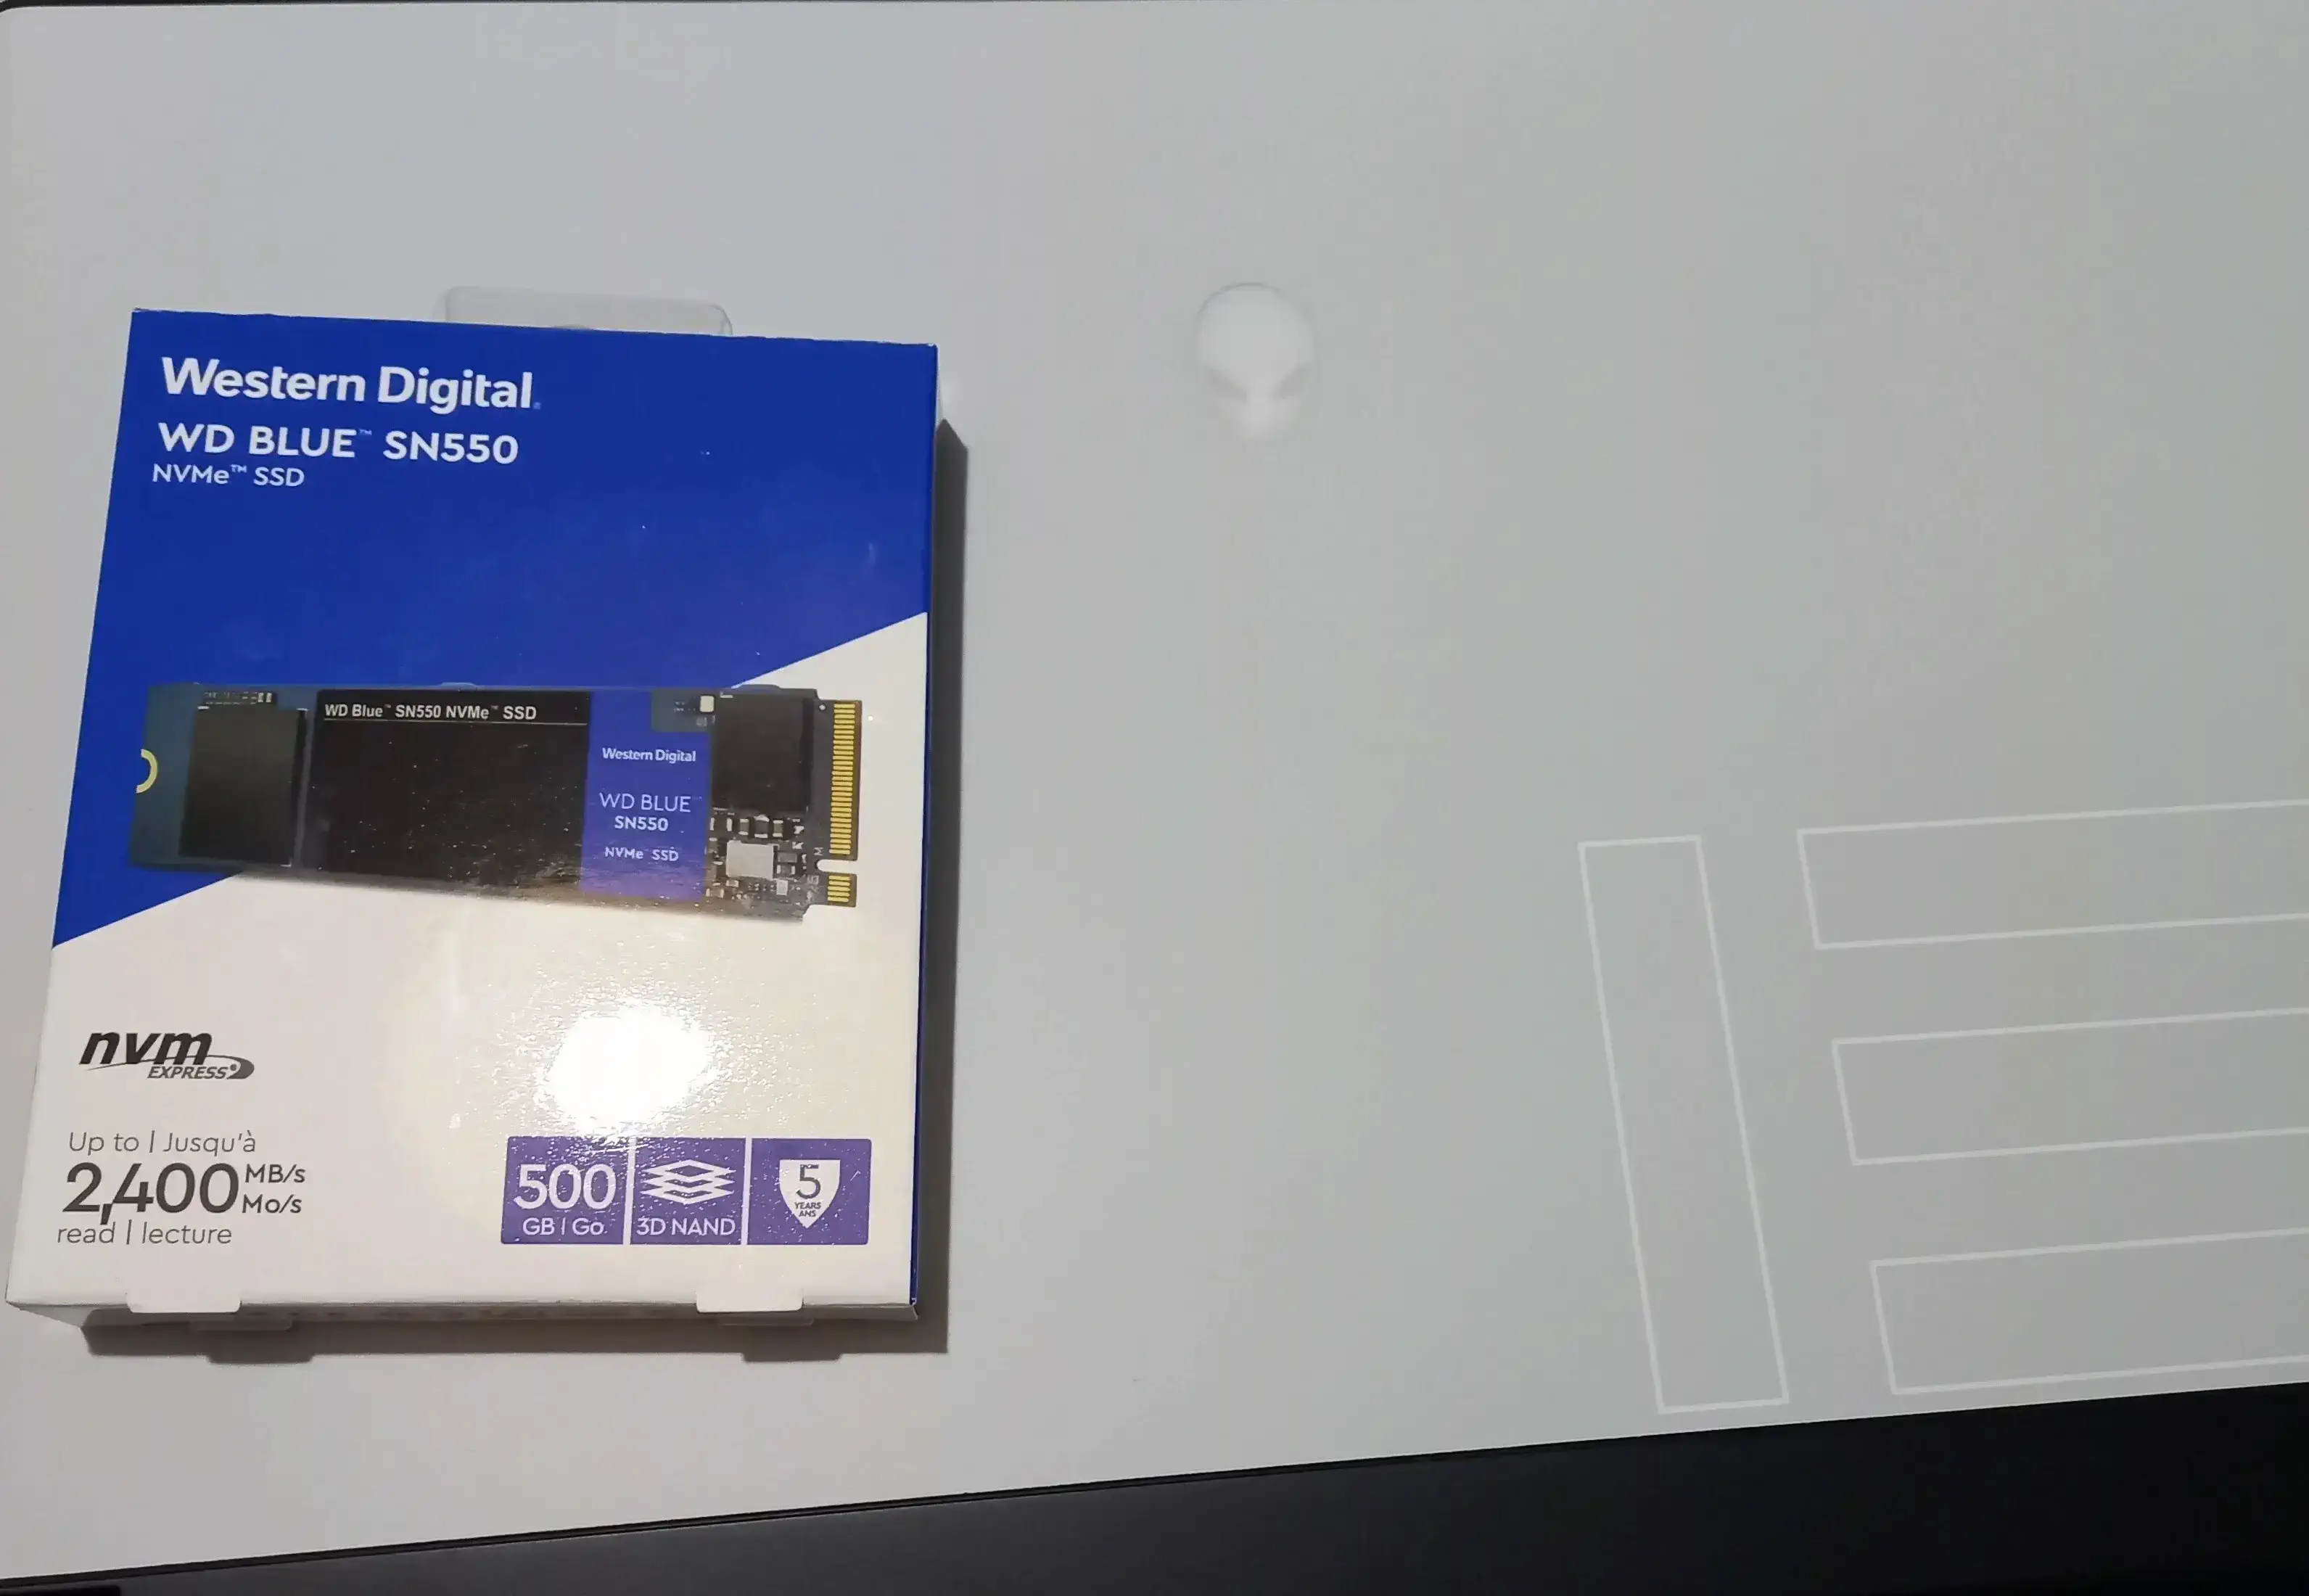 Western Digital.
WD BLUE™ SN550
NVMe™ SSD
WD Blue™ SN550 NVMe™ SSD
Western Digital
WD BLUE
SN550
NVMe SSD
M
nvm
EXPRESS
Up to | Jusqu'à
2,400 MB/s
Mo/s
read | lecture
500
GB | Go
3D NAND
5
YEARS
ANS